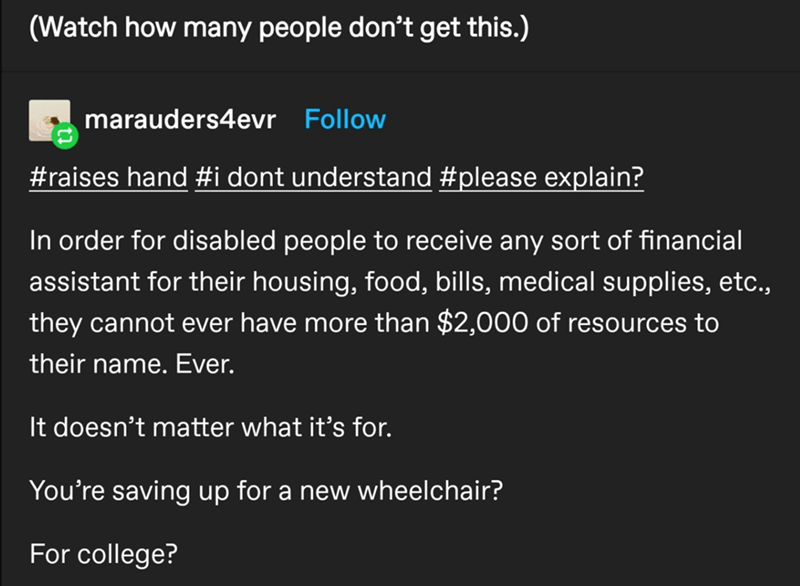 (Watch how many people don’t get this.)
marauders4evr Follow
#raises hand #i dont understand #please explain?
In order for disabled people to receive any sort of financial
assistant for their housing, food, bills, medical supplies, etc.,
they cannot ever have more than $2,000 of resources to
their name. Ever.
It doesn’t matter what it’s for.
You’re saving up for a new wheelchair?
For college?